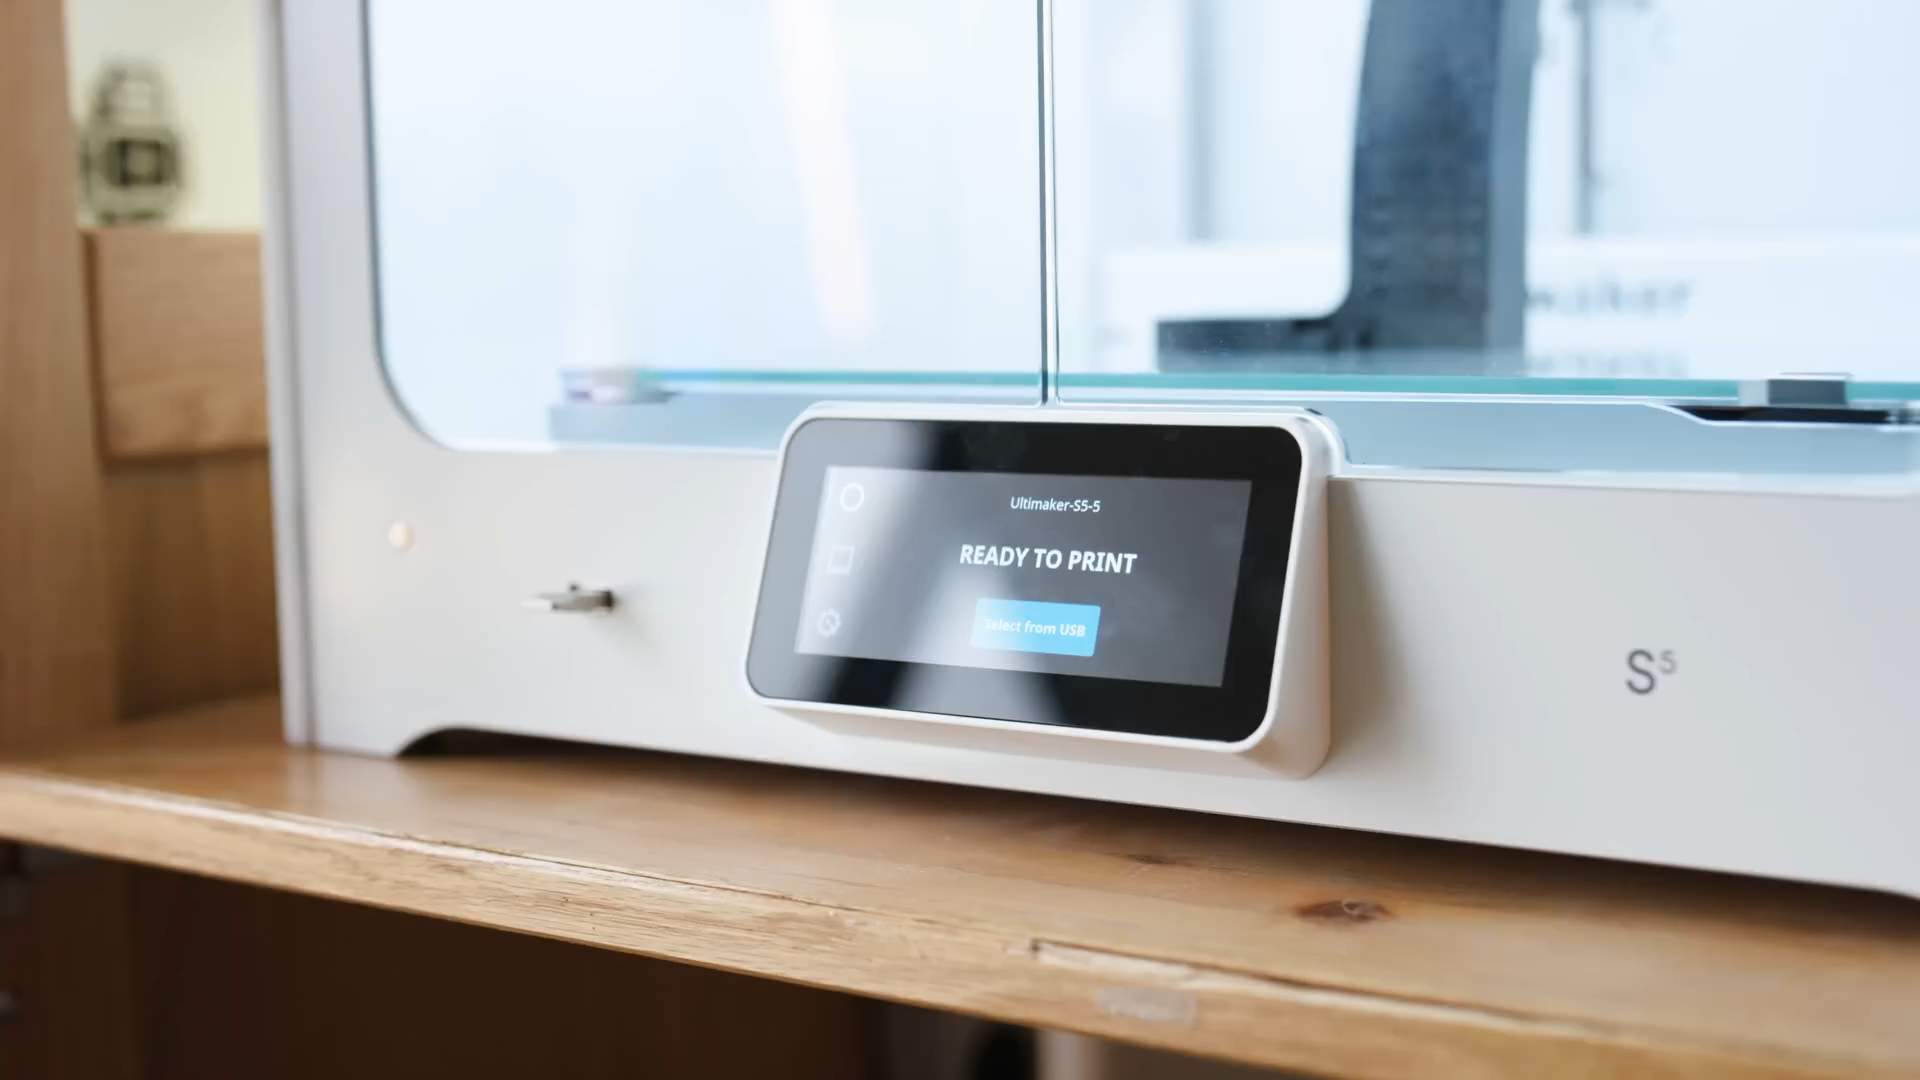 Ultimaker-S5-5
READY TO PRINT
Select from USB
S5